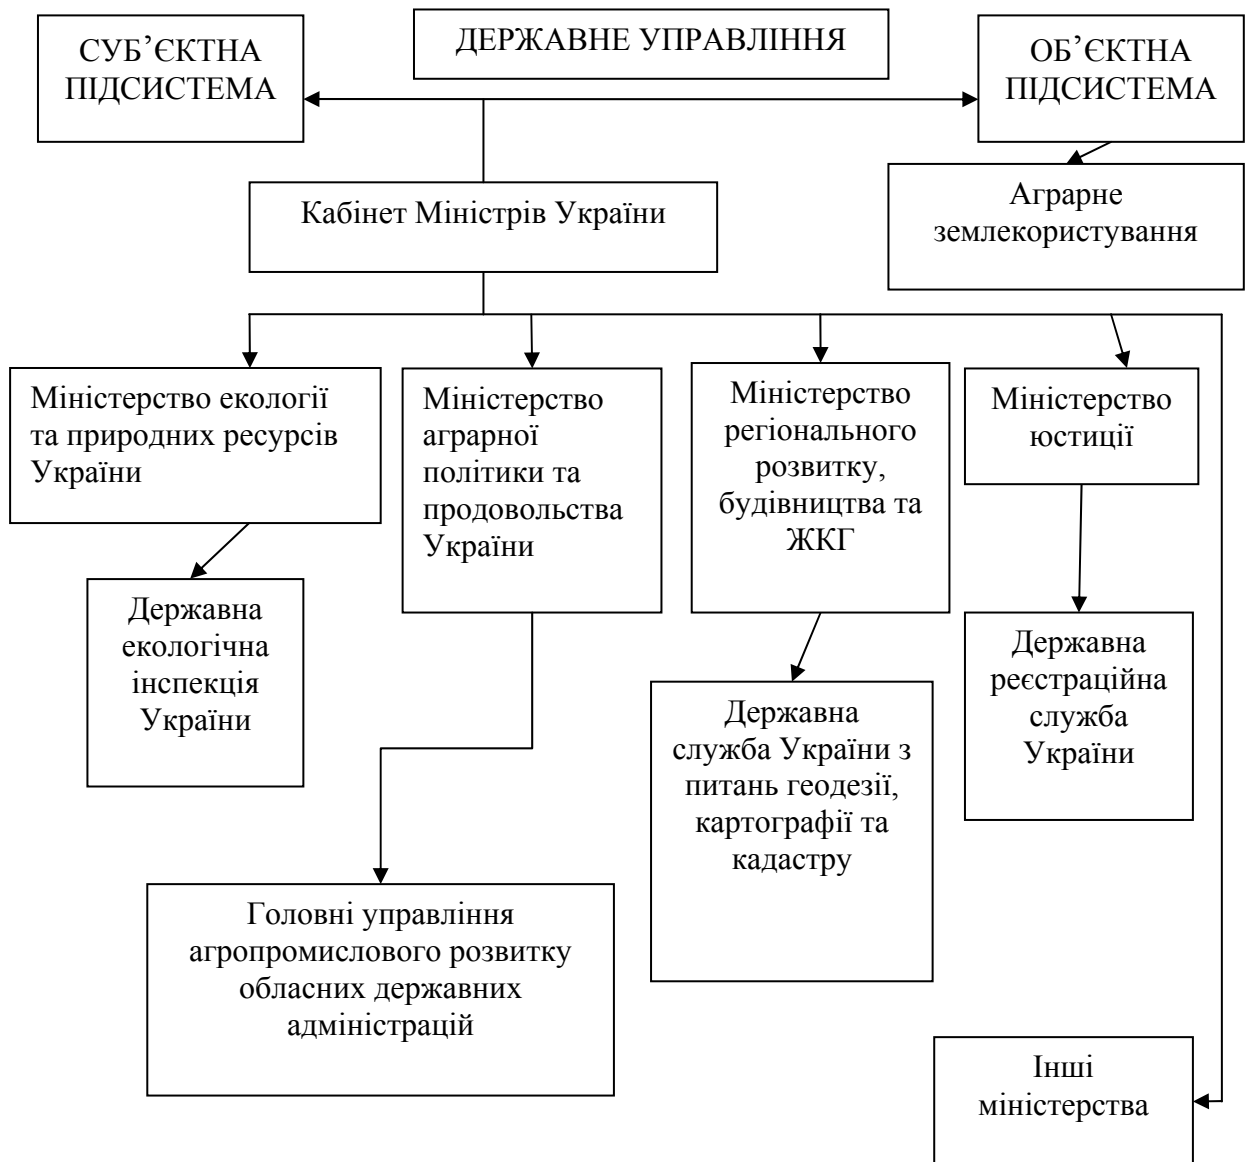 СУБ’ЄКТНА
ПІДСИСТЕМА
ДЕРЖАВНЕ УПРАВЛІННЯ
ОБ’ЄКТНА
ПІДСИСТЕМА
Кабінет Міністрів України
Аграрне
землекористування
Міністерство екології
та природних ресурсів
України
Міністерство
аграрної
політики та
продовольства
України
Міністерство
регіонального
розвитку,
будівництва та
ЖКГ
Міністерство
юстиції
Державна
екологічна
інспекція
України
Державна
служба України з
питань геодезії,
картографії та
кадастру
Державна
реєстраційна
служба
України
Головні управління
агропромислового розвитку
обласних державних
адміністрацій
Інші
міністерства